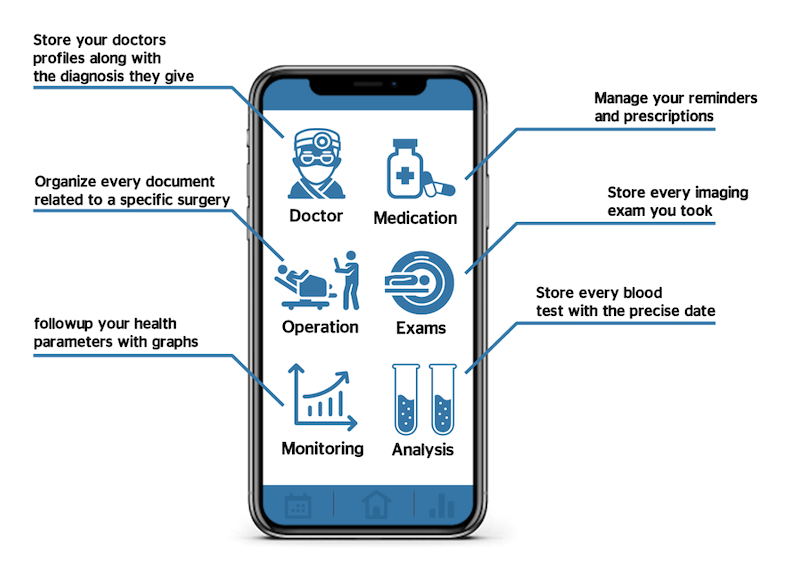 Store your doctors
profiles along with
the diagnosis they give
Manage your reminders
and prescriptions
Doctor
Medication
Organize every document
related to a specific surgery
Store every imaging
exam you took
Operation
Exams
followup your health
parameters with graphs
Store every blood
test with the precise date
Monitoring
Analysis